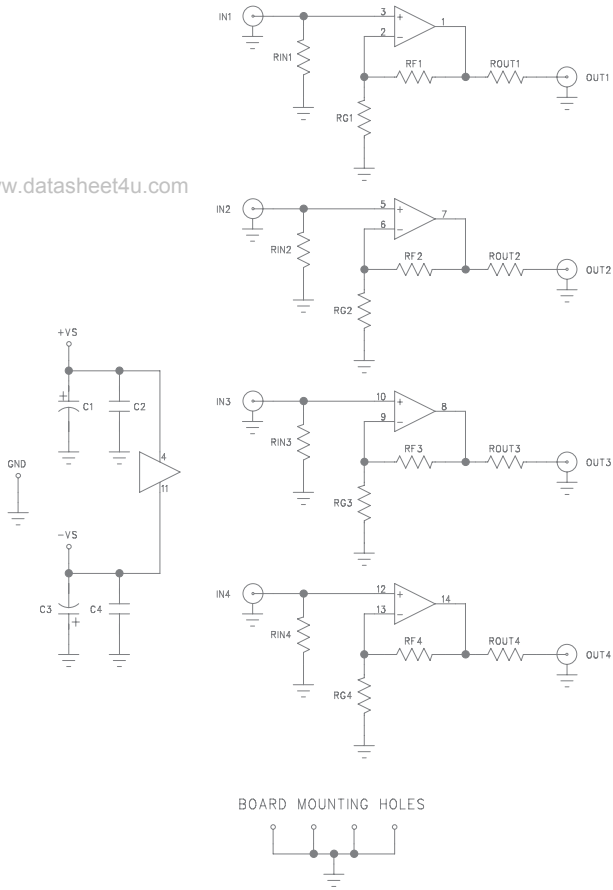 IN1
3
+
1
2
−
RIN1
RF1
ROUT1
OUT1
RG1
w.datasheet4u.com
IN2
5
+
7
6
−
RIN2
RF2
ROUT2
OUT2
RG2
+VS
+
C1
C2
4
11
GND
−VS
C3
+
C4
IN3
10
+
8
9
−
RIN3
RF3
ROUT3
OUT3
RG3
IN4
12
+
14
13
−
RIN4
RF4
ROUT4
OUT4
RG4
BOARD MOUNTING HOLES